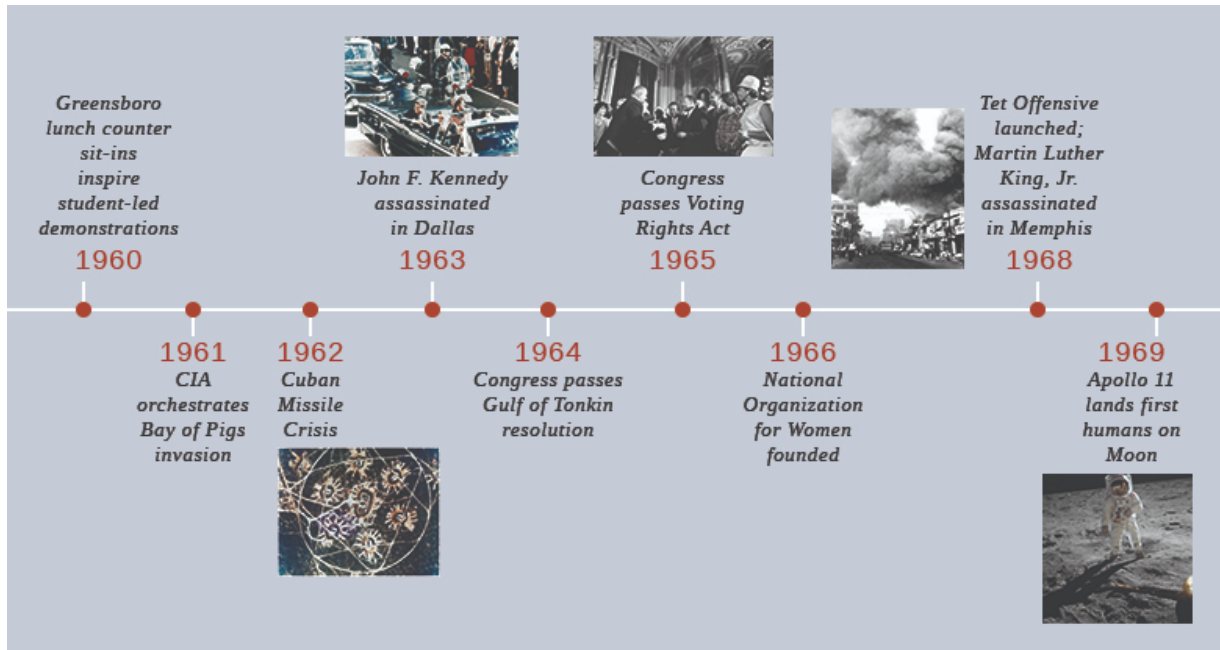 Greensboro
lunch counter
sit-ins
inspire
student-led
demonstrations
1960
1961
CIA
orchestrates
Bay of Pigs
invasion
1962
Cuban
Missile
Crisis
John F. Kennedy
assassinated
in Dallas
1963
1964
Congress passes
Gulf of Tonkin
resolution
Congress
passes Voting
Rights Act
1965
1966
National
Organization
for Women
founded
Tet Offensive
launched;
Martin Luther
King, Jr.
assassinated
in Memphis
1968
1969
Apollo 11
lands first
humans on
Moon